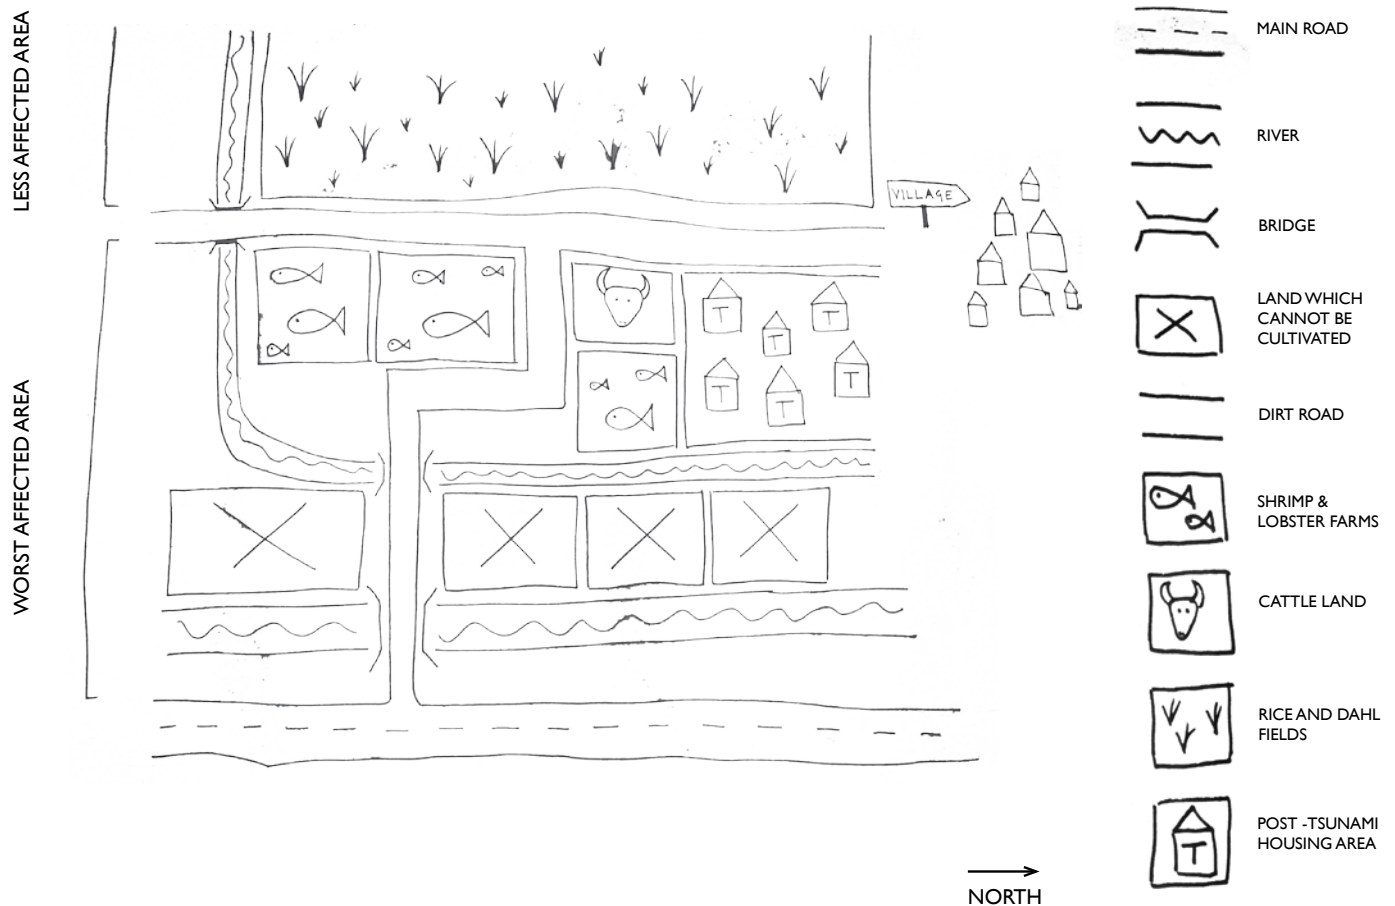 LESS AFFECTED AREA
WORST AFFECTED AREA
VILLAGE
T
T
T
T
T
T
MAIN ROAD
RIVER
BRIDGE
LAND WHICH
CANNOT BE
CULTIVATED
DIRT ROAD
SHRIMP &
LOBSTER FARMS
CATTLE LAND
RICE AND DAHL
FIELDS
T
POST -TSUNAMI
HOUSING AREA
NORTH